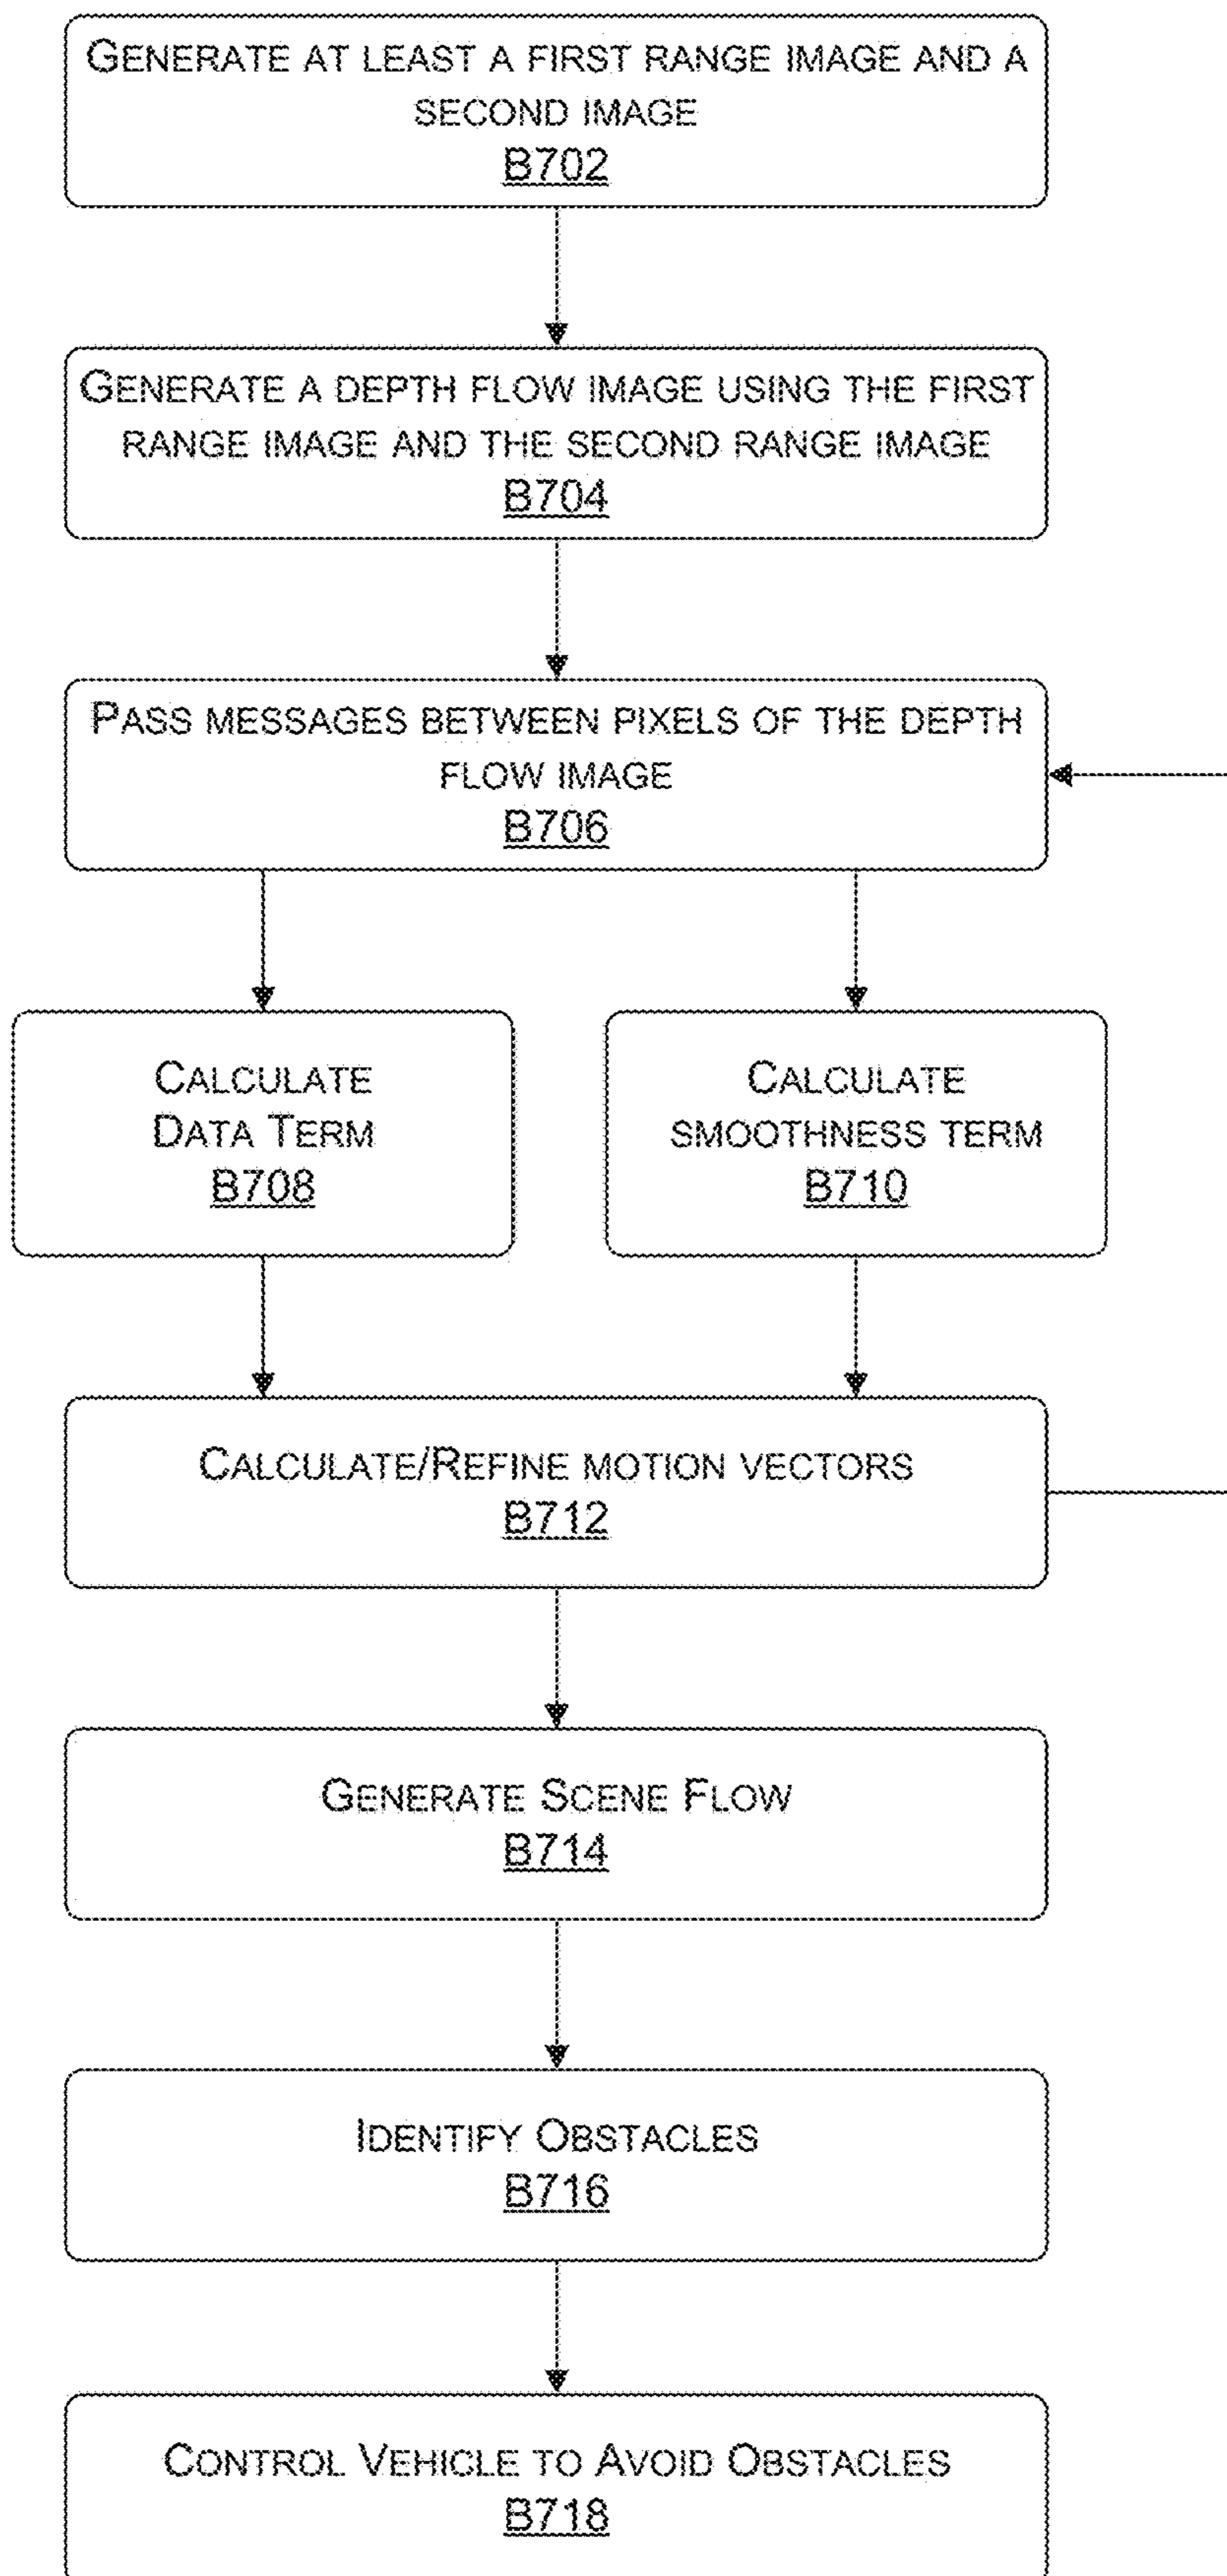 GENERATE AT LEAST A FIRST RANGE IMAGE AND A
SECOND IMAGE
B702
GENERATE A DEPTH FLOW IMAGE USING THE FIRST
RANGE IMAGE AND THE SECOND RANGE IMAGE
B704
PASS MESSAGES BETWEEN PIXELS OF THE DEPTH
FLOW IMAGE
B706
CALCULATE
DATA TERM
B708
CALCULATE
SMOOTHNESS TERM
B710
CALCULATE/REFINE MOTION VECTORS
B712
GENERATE SCENE FLOW
B714
IDENTIFY OBSTACLES
B716
CONTROL VEHICLE TO AVOID OBSTACLES
B718